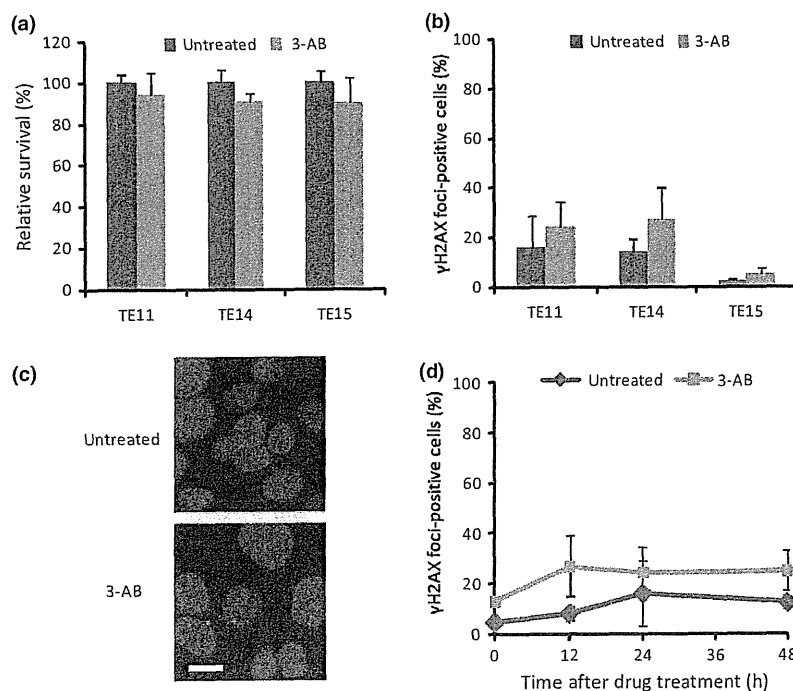 (a)
Untreated 3-AB
Relative survival (%)
120
100
80
60
40
20
0
TE11 TE14 TE15
(b)
Untreated 3-AB
γH2AX foci-positive cells (%)
100
80
60
40
20
0
TE11 TE14 TE15
(c)
Untreated
3-AB
(d)
Untreated 3-AB
γH2AX foci-positive cells (%)
100
80
60
40
20
0
0 12 24 36 48
Time after drug treatment (h)